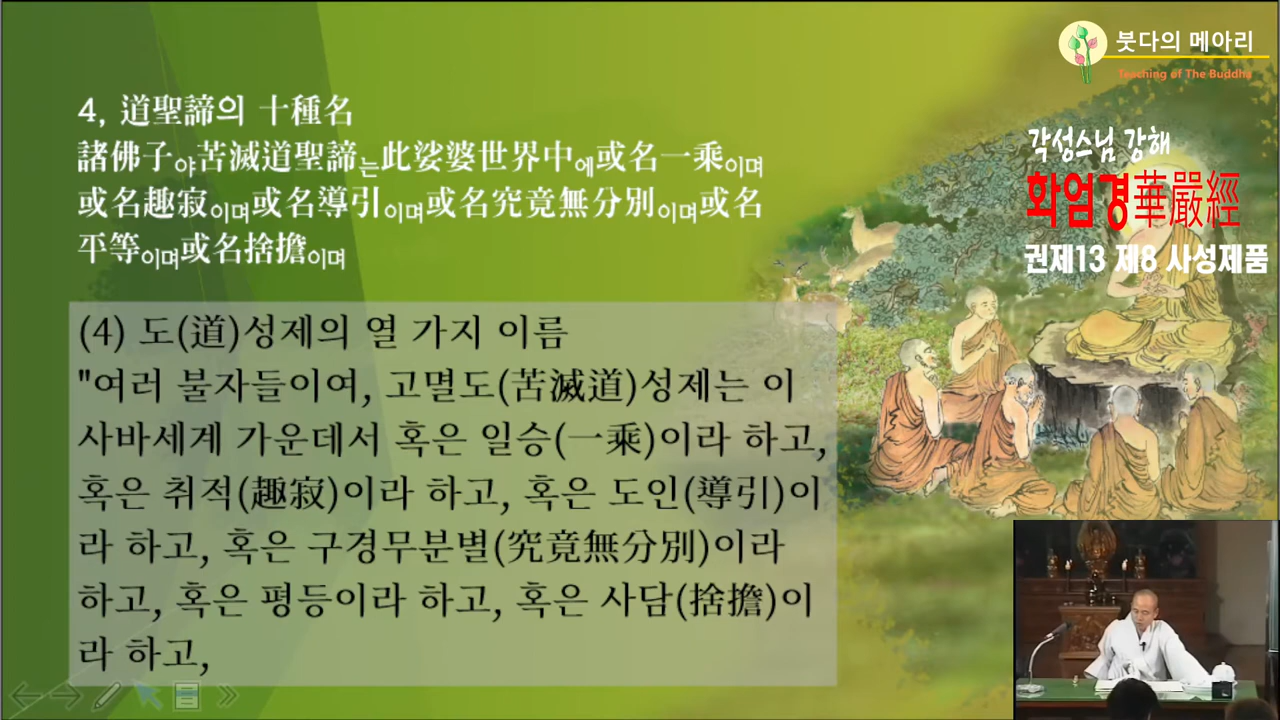 4, 道聖諦의 十種名
諸佛子야苦滅道聖諦는此娑婆世界中에或名一乘이며
或名趣寂이며或名導引이며或名究竟無分別이며或名
平等이며或名捨擔이며
(4) 도(道)성제의 열 가지 이름
"여러 불자들이여, 고멸도(苦滅道)성제는 이
사바세계 가운데서 혹은 일승(一乘)이라 하고,
혹은 취적(趣寂)이라 하고, 혹은 도인(導引)이
라 하고, 혹은 구경무분별(究竟無分別)이라
하고, 혹은 평등이라 하고, 혹은 사담(捨擔)이
라 하고,
붓다의 메아리
Teaching of The Buddha
각성스님 강해
화엄경華嚴經
권제13 제8 사성제품